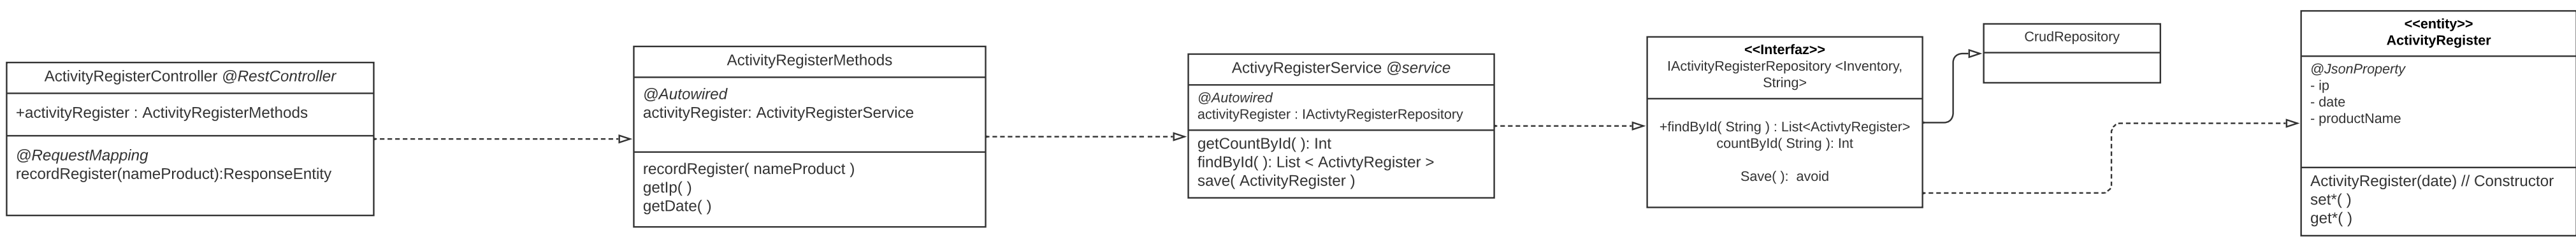 ActivityRegisterController @RestController
+activityRegister : ActivityRegisterMethods
@RequestMapping
recordRegister(nameProduct):ResponseEntity
ActivityRegisterMethods
@Autowired
activityRegister: ActivityRegisterService
recordRegister( nameProduct )
getIp( )
getDate( )
ActivyRegisterService @service
@Autowired
activityRegister : IActivityRegisterRepository
getCountById( ): Int
findById( ): List < ActivtyRegister >
save( ActivityRegister )
<<Interfaz>>
IActivityRegisterRepository <Inventory,
String>
+findById( String ) : List<ActivtyRegister>
countById( String ): Int
Save( ):  avoid
CrudRepository
<<entity>>
ActivityRegister
@JsonProperty
- ip
- date
- productName
ActivityRegister(date) // Constructor
set*( )
get*( )